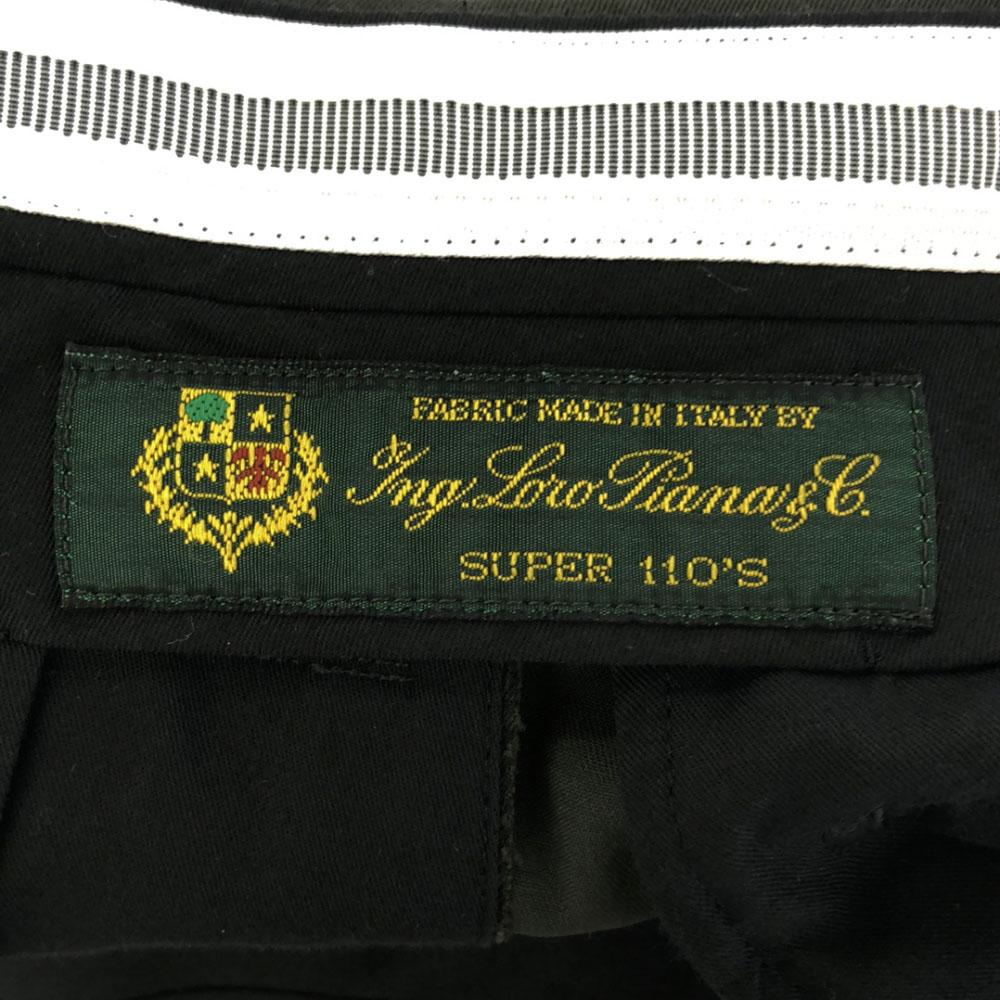 FABRIC MADE IN ITALY BY
Ing. Loro Piana & C.
SUPER 110'S